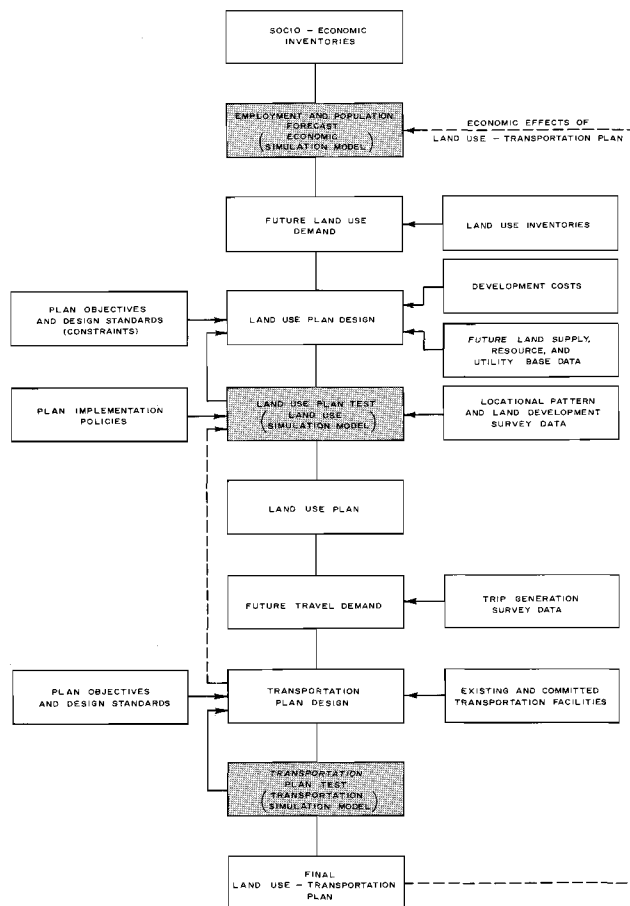 SOCIO - ECONOMIC
INVENTORIES
EMPLOYMENT AND POPULATION
FORECAST
ECONOMIC
(SIMULATION MODEL)
ECONOMIC EFFECTS OF
LAND USE - TRANSPORTATION PLAN
FUTURE LAND USE
DEMAND
LAND USE INVENTORIES
PLAN OBJECTIVES
AND DESIGN STANDARDS
(CONSTRAINTS)
LAND USE PLAN DESIGN
DEVELOPMENT COSTS
FUTURE LAND SUPPLY,
RESOURCE, AND
UTILITY BASE DATA
PLAN IMPLEMENTATION
POLICIES
LAND USE PLAN TEST
(LAND USE
SIMULATION MODEL)
LOCATIONAL PATTERN
AND LAND DEVELOPMENT
SURVEY DATA
LAND USE PLAN
FUTURE TRAVEL DEMAND
TRIP GENERATION
SURVEY DATA
PLAN OBJECTIVES
AND DESIGN STANDARDS
TRANSPORTATION
PLAN DESIGN
EXISTING AND COMMITTED
TRANSPORTATION FACILITIES
TRANSPORTATION
PLAN TEST
(TRANSPORTATION
SIMULATION MODEL)
FINAL
LAND USE - TRANSPORTATION
PLAN